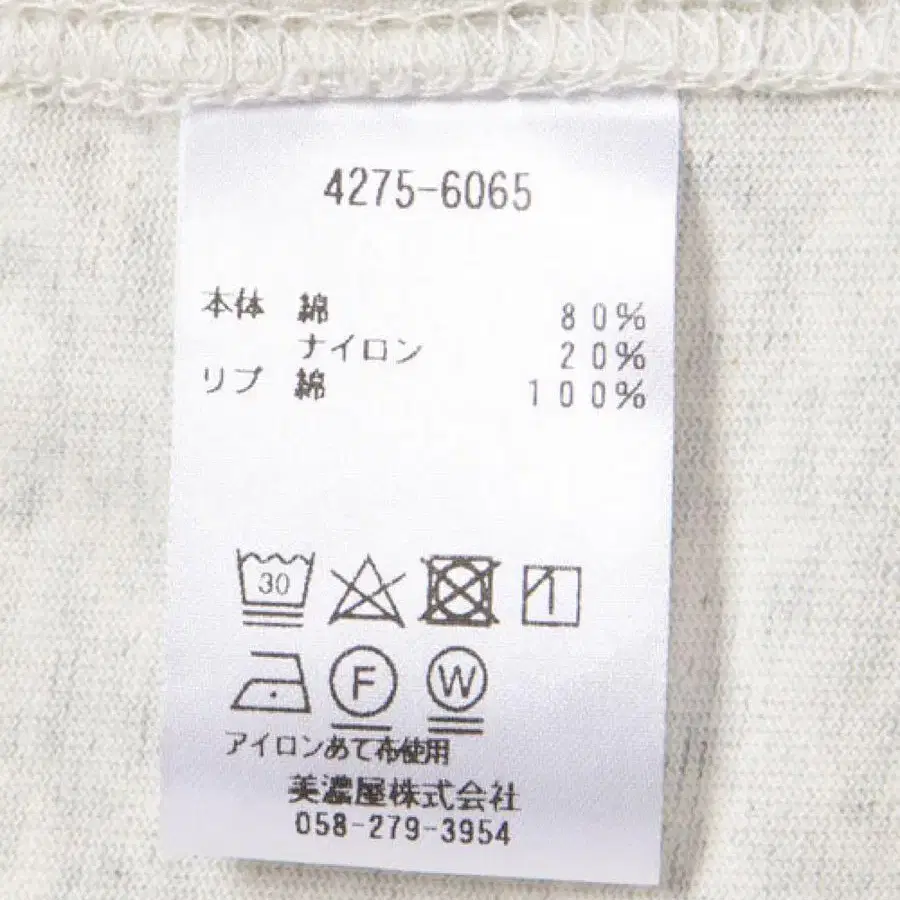 4275-6065
本体 綿 80%
ナイロン 20%
リブ 綿 100%
30
F W
アイロンあて布使用
美濃屋株式会社
058-279-3954